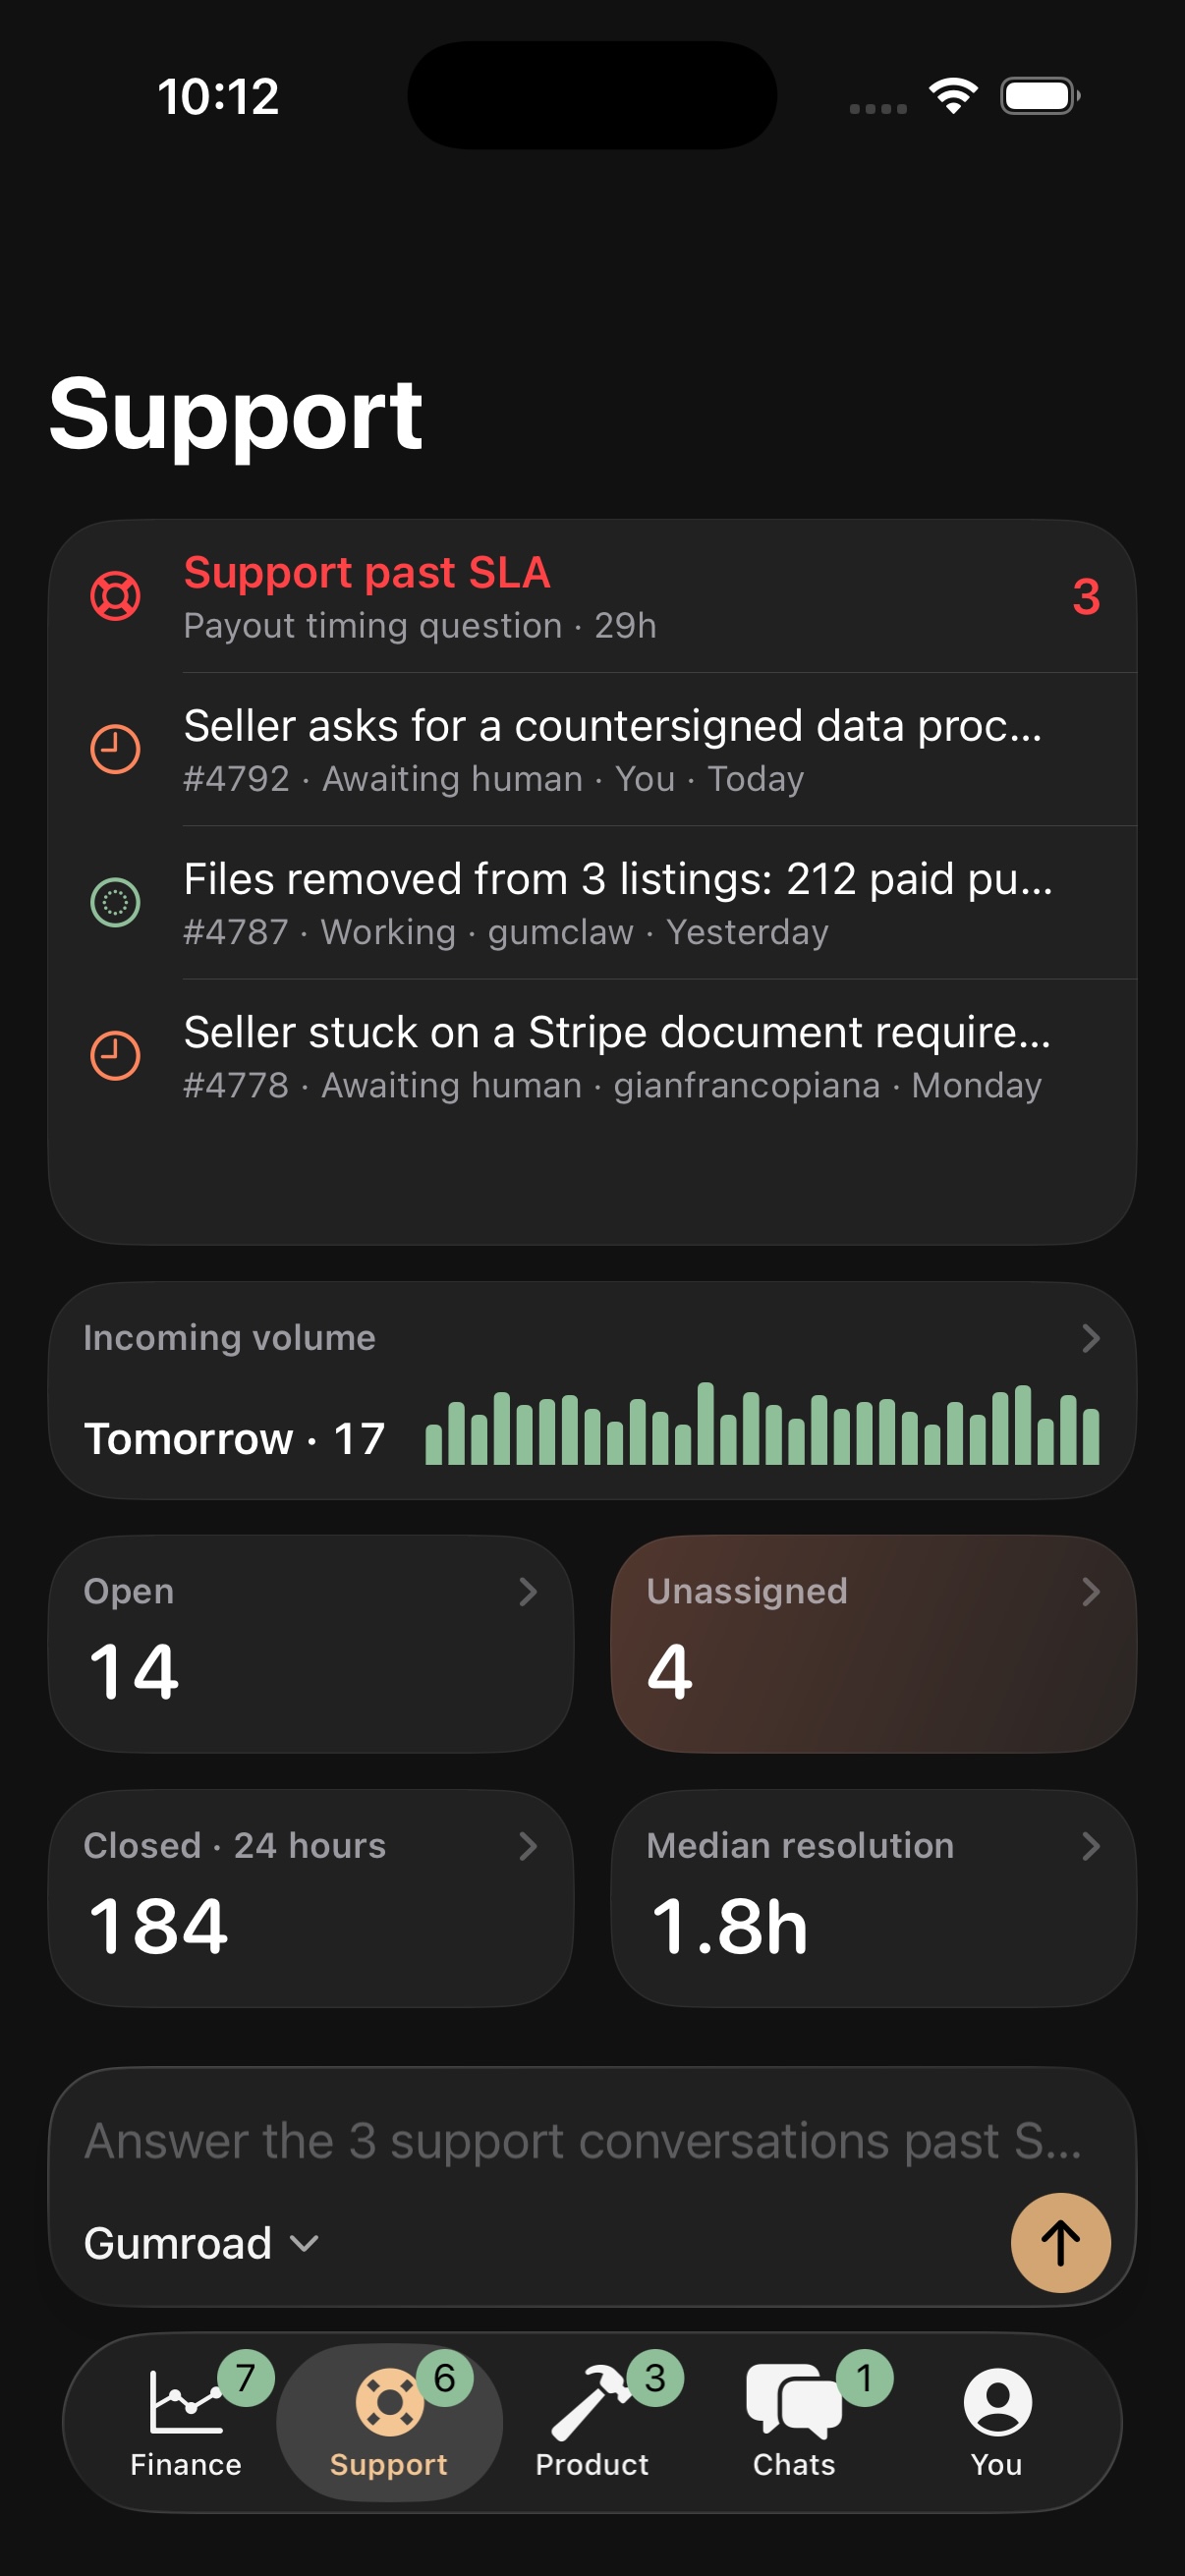 10:12
Support
Support past SLA
3
Payout timing question · 29h
Seller asks for a countersigned data proc...
#4792 · Awaiting human · You · Today
Files removed from 3 listings: 212 paid pu...
#4787 · Working · gumclaw · Yesterday
Seller stuck on a Stripe document require...
#4778 · Awaiting human · gianfrancopiana · Monday
Incoming volume
Tomorrow · 17
Open
14
Unassigned
4
Closed · 24 hours
184
Median resolution
1.8h
Answer the 3 support conversations past S...
Gumroad
7
6
3
1
Finance
Support
Product
Chats
You